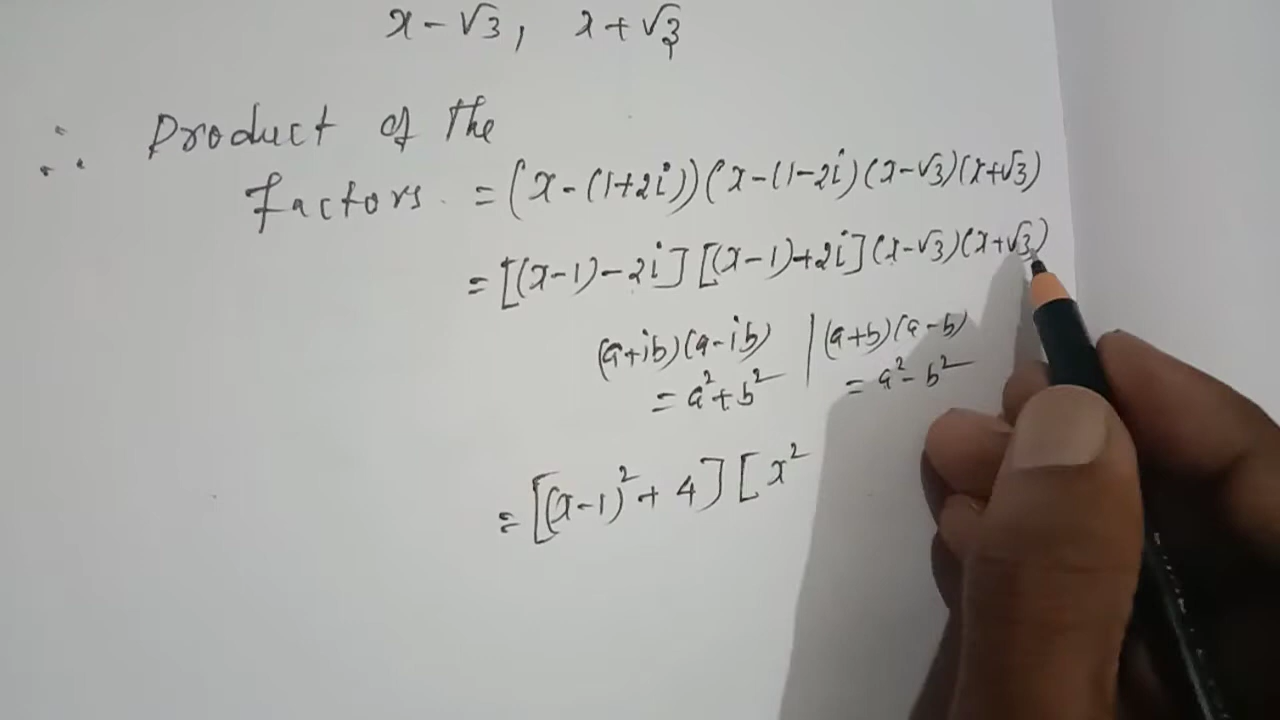 x - √3, x + √3
∴ Product of the
factors = (x - (1+2i)) (x - (1-2i) (x-√3) (x+√3)
= [(x-1) - 2i] [(x-1)+2i] (x-√3) (x+√3)
(a+ib)(a-ib) | (a+b)(a-b)
= a² + b² = a² - b²
= [(x-1)² + 4] [x²